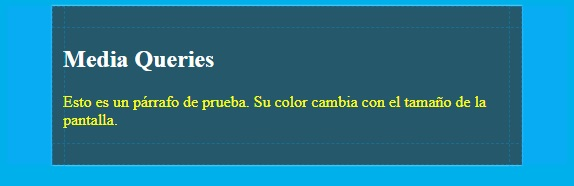 Media Queries
Esto es un párrafo de prueba. Su color cambia con el tamaño de la
pantalla.